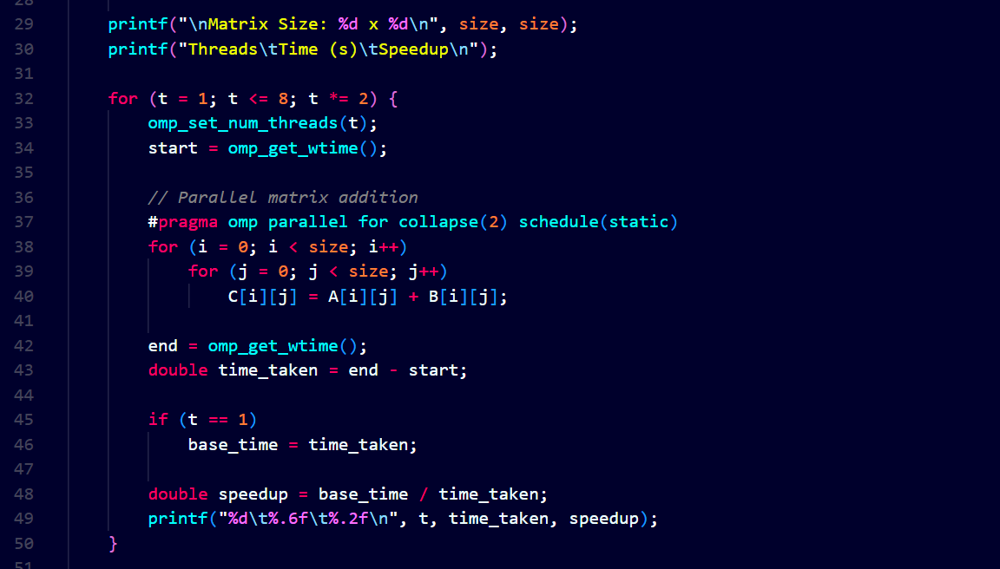 28
29 printf("\nMatrix Size: %d x %d\n", size, size);
30 printf("Threads\tTime (s)\tSpeedup\n");
31
32 for (t = 1; t <= 8; t *= 2) {
33 omp_set_num_threads(t);
34 start = omp_get_wtime();
35
36 // Parallel matrix addition
37 #pragma omp parallel for collapse(2) schedule(static)
38 for (i = 0; i < size; i++)
39 for (j = 0; j < size; j++)
40 C[i][j] = A[i][j] + B[i][j];
41
42 end = omp_get_wtime();
43 double time_taken = end - start;
44
45 if (t == 1)
46 base_time = time_taken;
47
48 double speedup = base_time / time_taken;
49 printf("%d\t%.6f\t%.2f\n", t, time_taken, speedup);
50 }
51